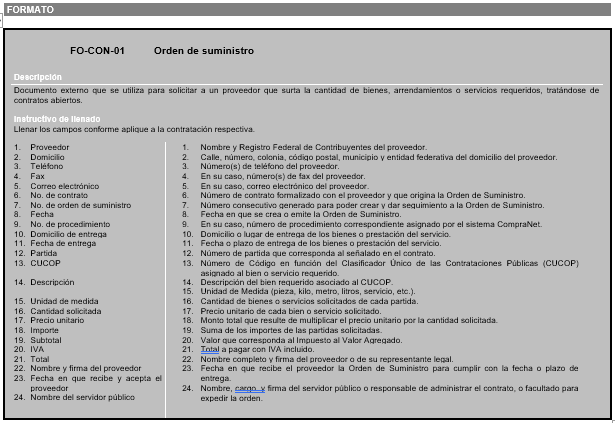 FORMATO
FO-CON-01 Orden de suministro
Descripción
Documento externo que se utiliza para solicitar a un proveedor que surta la cantidad de bienes, arrendamientos o servicios requeridos, tratándose de
contratos abiertos.
Instructivo de llenado
Llenar los campos conforme aplique a la contratación respectiva.
1. Proveedor
2. Domicilio
3. Teléfono
4. Fax
5. Correo electrónico
6. No. de contrato
7. No. de orden de suministro
8. Fecha
9. No. de procedimiento
10. Domicilio de entrega
11. Fecha de entrega
12. Partida
13. CUCOP
14. Descripción
15. Unidad de medida
16. Cantidad solicitada
17. Precio unitario
18. Importe
19. Subtotal
20. IVA
21. Total
22. Nombre y firma del proveedor
23. Fecha en que recibe y acepta el
proveedor
24. Nombre del servidor público
1. Nombre y Registro Federal de Contribuyentes del proveedor.
2. Calle, número, colonia, código postal, municipio y entidad federativa del domicilio del proveedor.
3. Número(s) de teléfono del proveedor.
4. En su caso, número(s) de fax del proveedor.
5. En su caso, correo electrónico del proveedor.
6. Número de contrato formalizado con el proveedor y que origina la Orden de Suministro.
7. Número consecutivo generado para poder crear y dar seguimiento a la Orden de Suministro.
8. Fecha en que se crea o emite la Orden de Suministro.
9. En su caso, número de procedimiento correspondiente asignado por el sistema CompraNet.
10. Domicilio o lugar de entrega de los bienes o prestación del servicio.
11. Fecha o plazo de entrega de los bienes o prestación del servicio.
12. Número de partida que corresponda al señalado en el contrato.
13. Número de Código en función del Clasificador Único de las Contrataciones Públicas (CUCOP)
asignado al bien o servicio requerido.
14. Descripción del bien requerido asociado al CUCOP.
15. Unidad de Medida (pieza, kilo, metro, litros, servicio, etc.).
16. Cantidad de bienes o servicios solicitados de cada partida.
17. Precio unitario de cada bien o servicio solicitado.
18. Monto total que resulte de multiplicar el precio unitario por la cantidad solicitada.
19. Suma de los importes de las partidas solicitadas.
20. Valor que corresponda al Impuesto al Valor Agregado.
21. Total a pagar con IVA incluido.
22. Nombre completo y firma del proveedor o de su representante legal.
23. Fecha en que recibe el proveedor la Orden de Suministro para cumplir con la fecha o plazo de
entrega.
24. Nombre, cargo y firma del servidor público o responsable de administrar el contrato, o facultado para
expedir la orden.